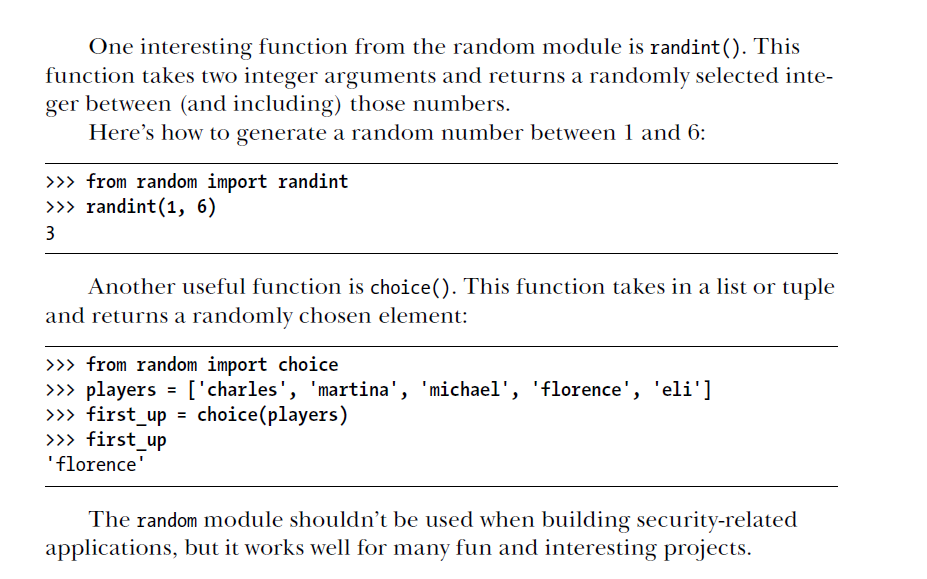 One interesting function from the random module is randint(). This
function takes two integer arguments and returns a randomly selected inte-
ger between (and including) those numbers.
Here’s how to generate a random number between 1 and 6:
>>> from random import randint
>>> randint(1, 6)
3
Another useful function is choice(). This function takes in a list or tuple
and returns a randomly chosen element:
>>> from random import choice
>>> players = ['charles', 'martina', 'michael', 'florence', 'eli']
>>> first_up = choice(players)
>>> first_up
'florence'
The random module shouldn’t be used when building security-related
applications, but it works well for many fun and interesting projects.